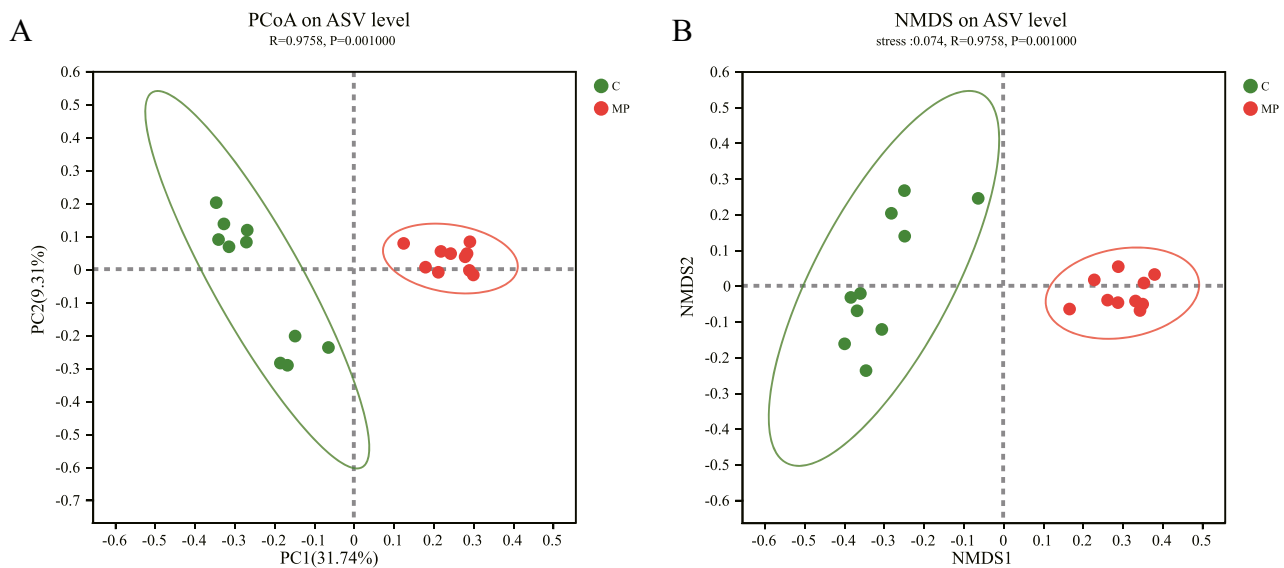 A
PCoA on ASV level
R=0.9758, P=0.001000
C
MP
PC2(9.31%)
0.6
0.5
0.4
0.3
0.2
0.1
0
-0.1
-0.2
-0.3
-0.4
-0.5
-0.6
-0.7
-0.6 -0.5 -0.4 -0.3 -0.2 -0.1 0 0.1 0.2 0.3 0.4 0.5
PC1(31.74%)
B
NMDS on ASV level
stress :0.074, R=0.9758, P=0.001000
C
MP
NMDS2
0.6
0.5
0.4
0.3
0.2
0.1
0
-0.1
-0.2
-0.3
-0.4
-0.5
-0.6
-0.6 -0.5 -0.4 -0.3 -0.2 -0.1 0 0.1 0.2 0.3 0.4 0.5
NMDS1